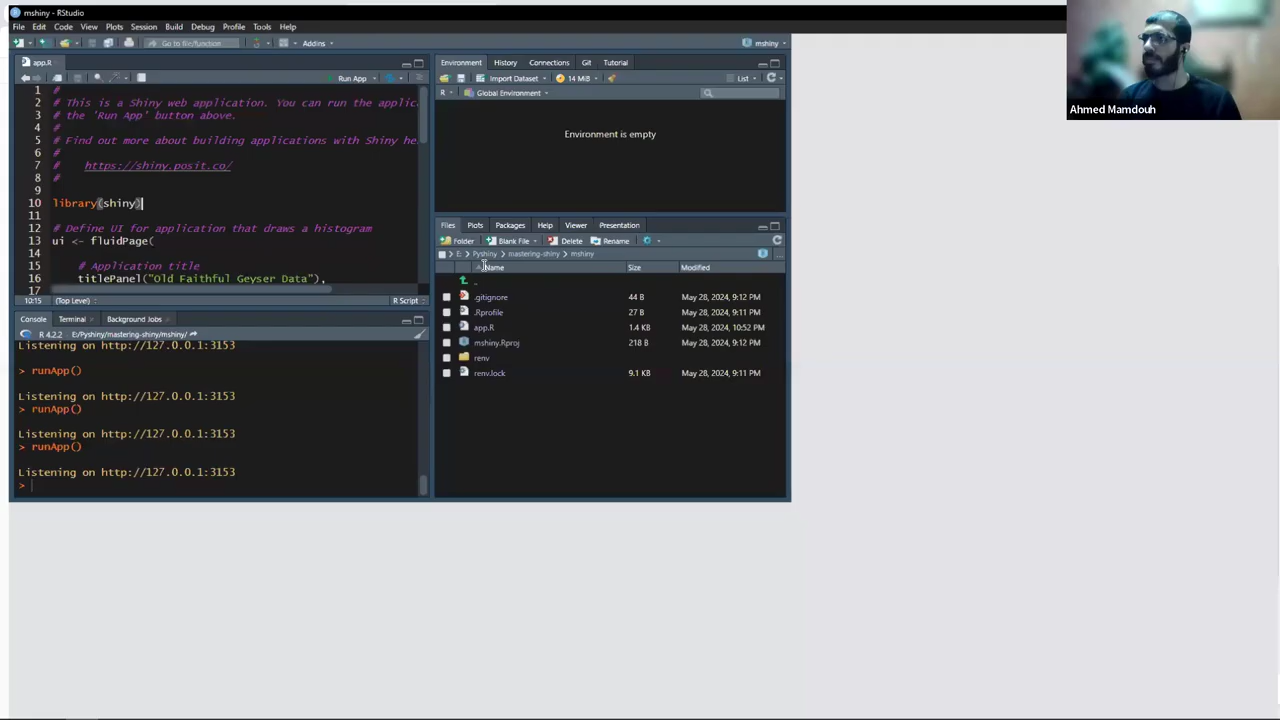 mshiny - RStudio
File Edit Code View Plots Session Build Debug Profile Tools Help
Go to file/function Addins mshiny
app.R
Run App
1 #
2 # This is a Shiny web application. You can run the applic
3 # the 'Run App' button above.
4 #
5 # Find out more about building applications with Shiny he
6 #
7 # https://shiny.posit.co/
8 #
9
10 library(shiny)
11
12 # Define UI for application that draws a histogram
13 ui <- fluidPage(
14
15 # Application title
16 titlePanel("Old Faithful Geyser Data"),
17
10:15 (Top Level) R Script
Console Terminal Background Jobs
R 4.2.2 E:/Pyshiny/mastering-shiny/mshiny/
Listening on http://127.0.0.1:3153
> runApp()
Listening on http://127.0.0.1:3153
> runApp()
Listening on http://127.0.0.1:3153
> runApp()
Listening on http://127.0.0.1:3153
>
Environment History Connections Git Tutorial
Import Dataset 14 MiB List
R Global Environment
Environment is empty
Files Plots Packages Help Viewer Presentation
Folder Blank File Delete Rename
E: Pyshiny mastering-shiny mshiny ...
Name Size Modified
..
.gitignore 44 B May 28, 2024, 9:12 PM
.Rprofile 27 B May 28, 2024, 9:11 PM
app.R 1.4 KB May 28, 2024, 10:52 PM
mshiny.Rproj 218 B May 28, 2024, 9:12 PM
renv
renv.lock 9.1 KB May 28, 2024, 9:11 PM
Ahmed Mamdouh